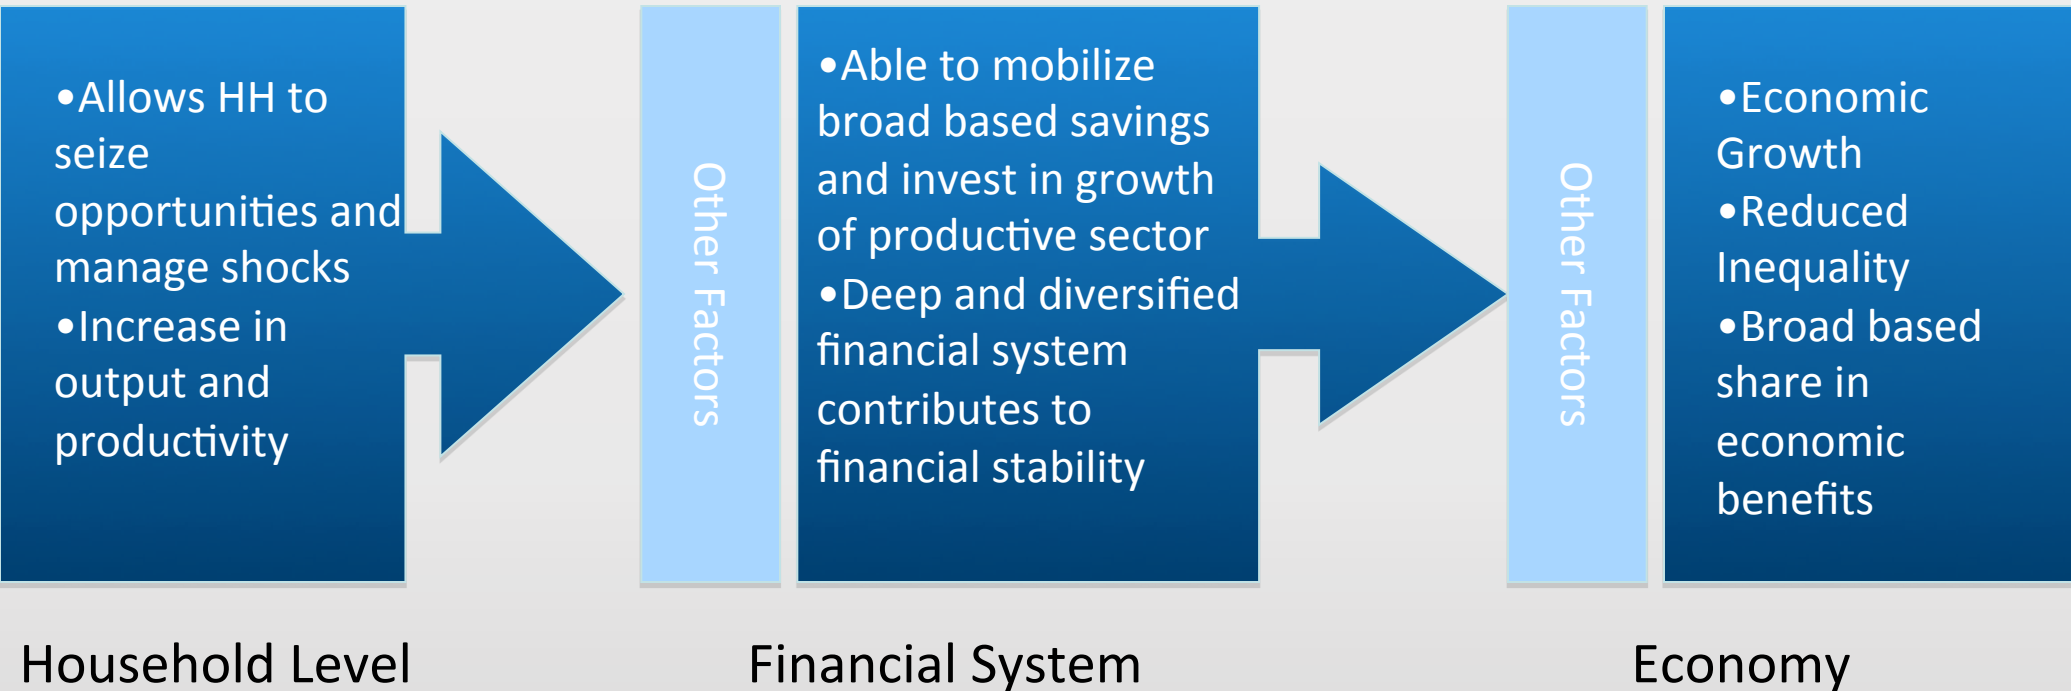 •Allows HH to
seize
opportunities and
manage shocks
•Increase in
output and
productivity
Other Factors
•Able to mobilize
broad based savings
and invest in growth
of productive sector
•Deep and diversified
financial system
contributes to
financial stability
Other Factors
•Economic
Growth
•Reduced
Inequality
•Broad based
share in
economic
benefits
Household Level
Financial System
Economy